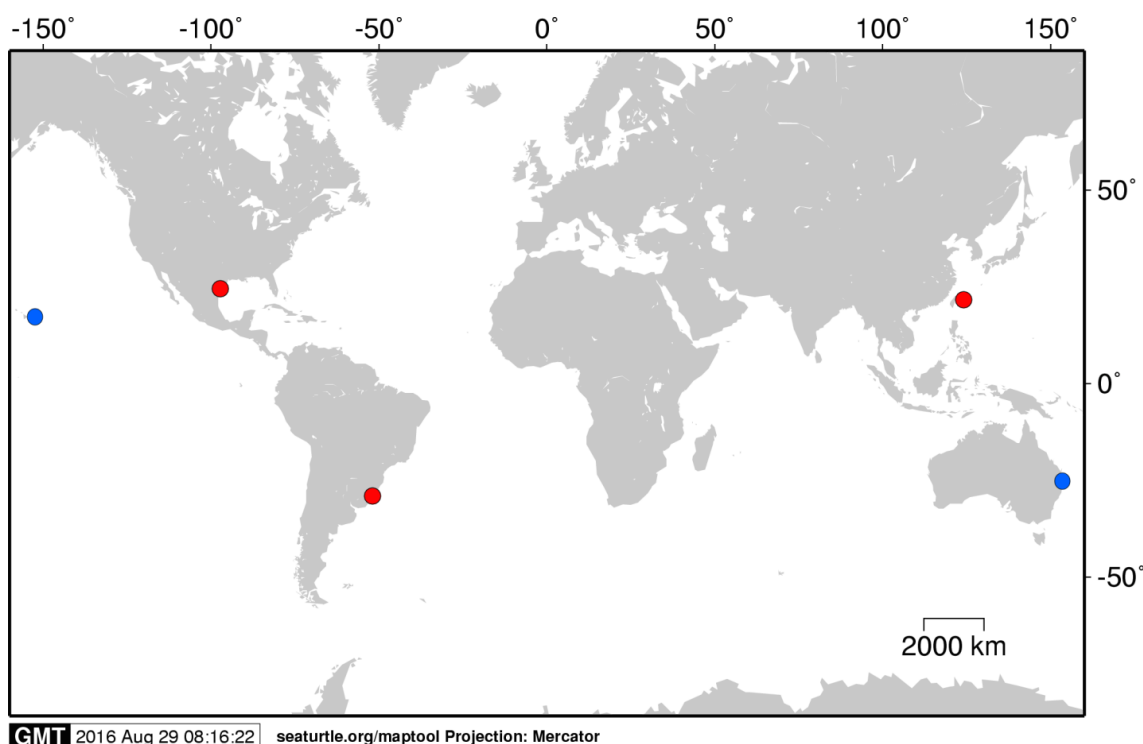 -150˚ -100˚ -50˚ 0˚ 50˚ 100˚ 150˚
50˚
0˚
-50˚
2000 km
GMT 2016 Aug 29 08:16:22 seaturtle.org/maptool Projection: Mercator